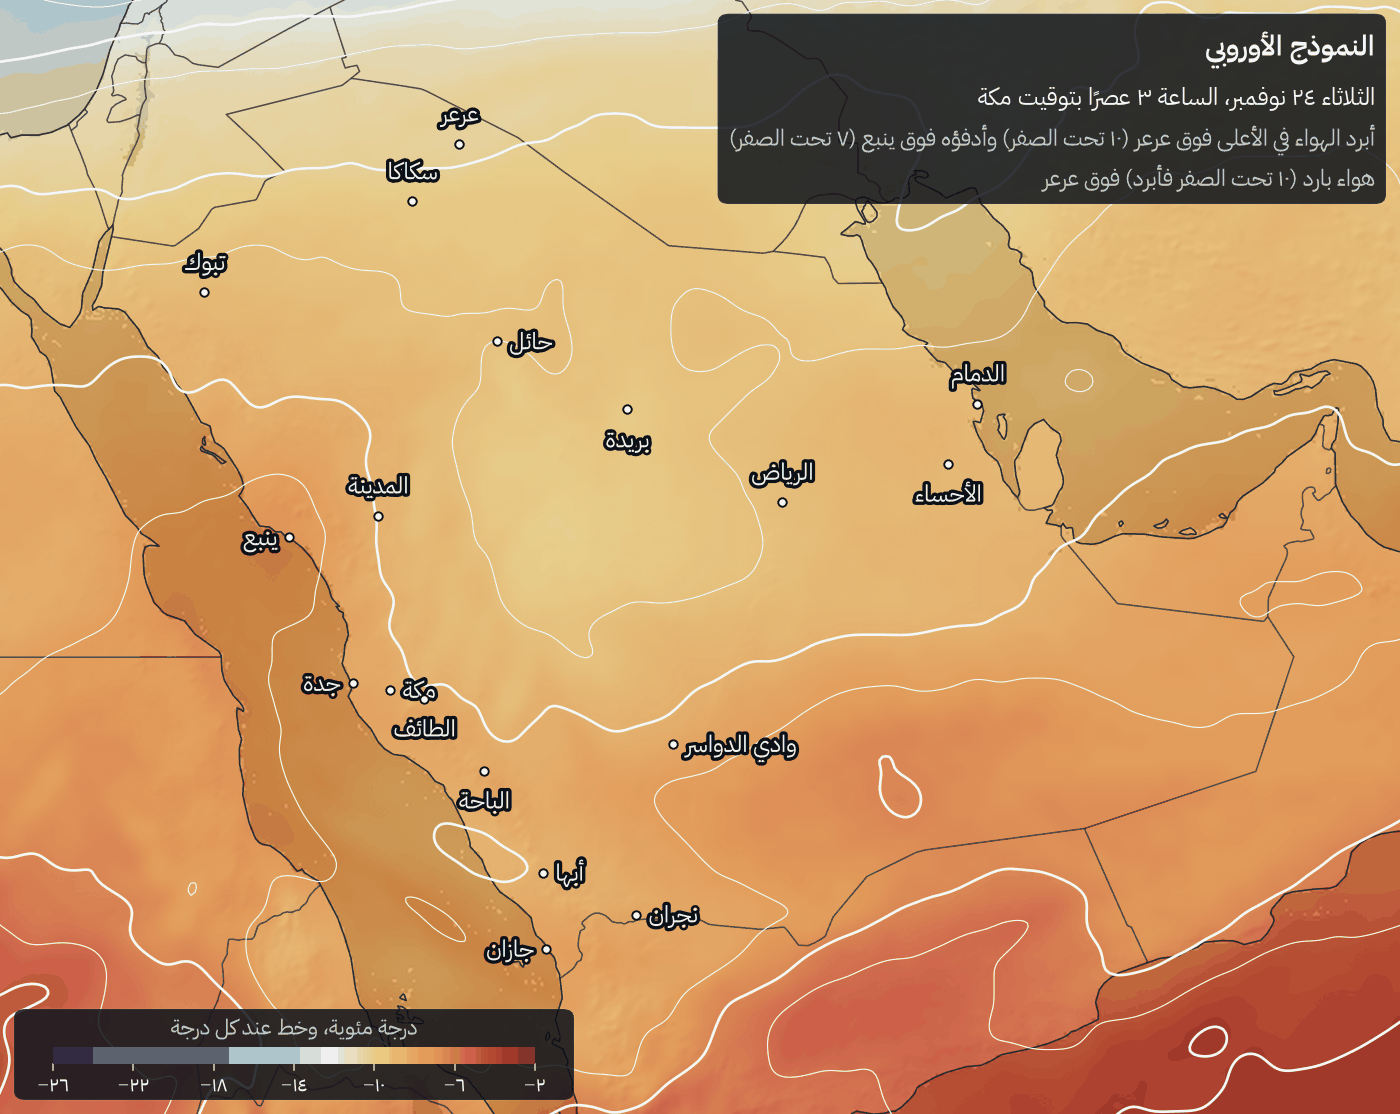 النموذج الأوروبي
الثلاثاء ٢٤ نوفمبر، الساعة ٣ عصرًا بتوقيت مكة
أبرد الهواء في الأعلى فوق عرعر (١٠ تحت الصفر) وأدفؤه فوق ينبع (٧ تحت الصفر)
هواء بارد (١٠ تحت الصفر فأبرد) فوق عرعر
عرعر
سكاكا
تبوك
حائل
الدمام
بريدة
الرياض
الأحساء
المدينة
ينبع
جدة
مكة
الطائف
وادي الدواسر
الباحة
أبها
نجران
جازان
درجة مئوية، وخط عند كل درجة
−٢٦ −٢٢ −١٨ −١٤ −١٠ −٦ −٢